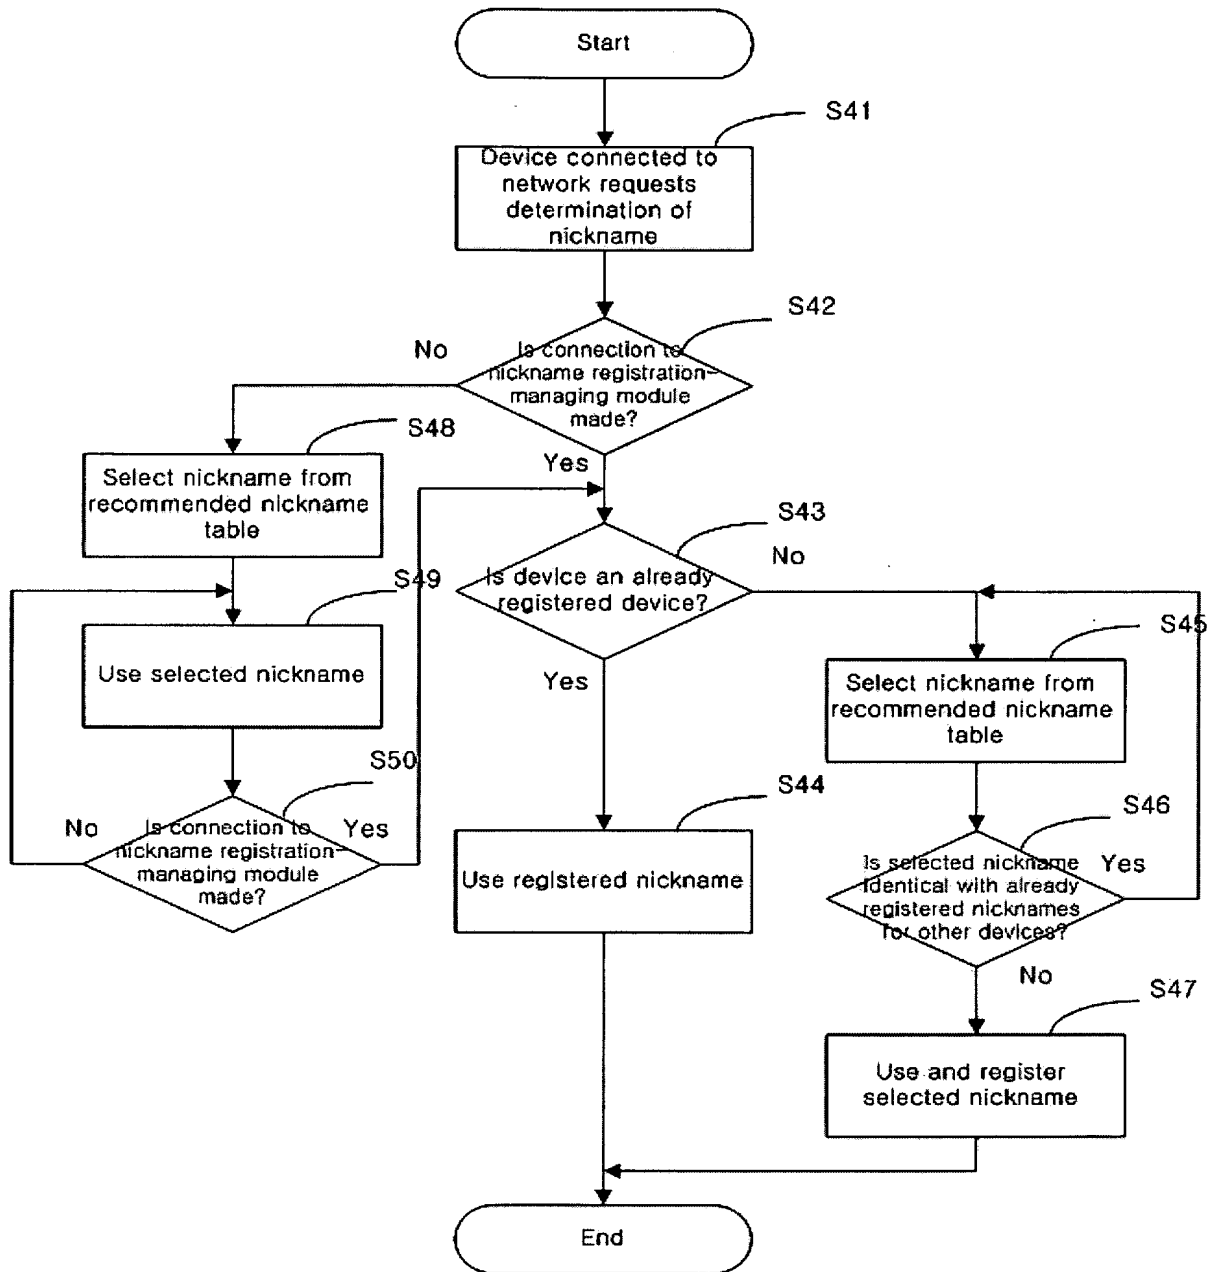 Start
S41
Device connected to
network requests
determination of
nickname
S42
No
Is connection to
nickname registration-
managing module
made?
Yes
S48
Select nickname from
recommended nickname
table
S43
No
Is device an already
registered device?
Yes
S49
Use selected nickname
S45
Select nickname from
recommended nickname
table
S50
No
Is connection to
nickname registration-
managing module
made?
Yes
S44
Use registered nickname
S46
Is selected nickname
identical with already
registered nicknames
for other devices?
Yes
No
S47
Use and register
selected nickname
End